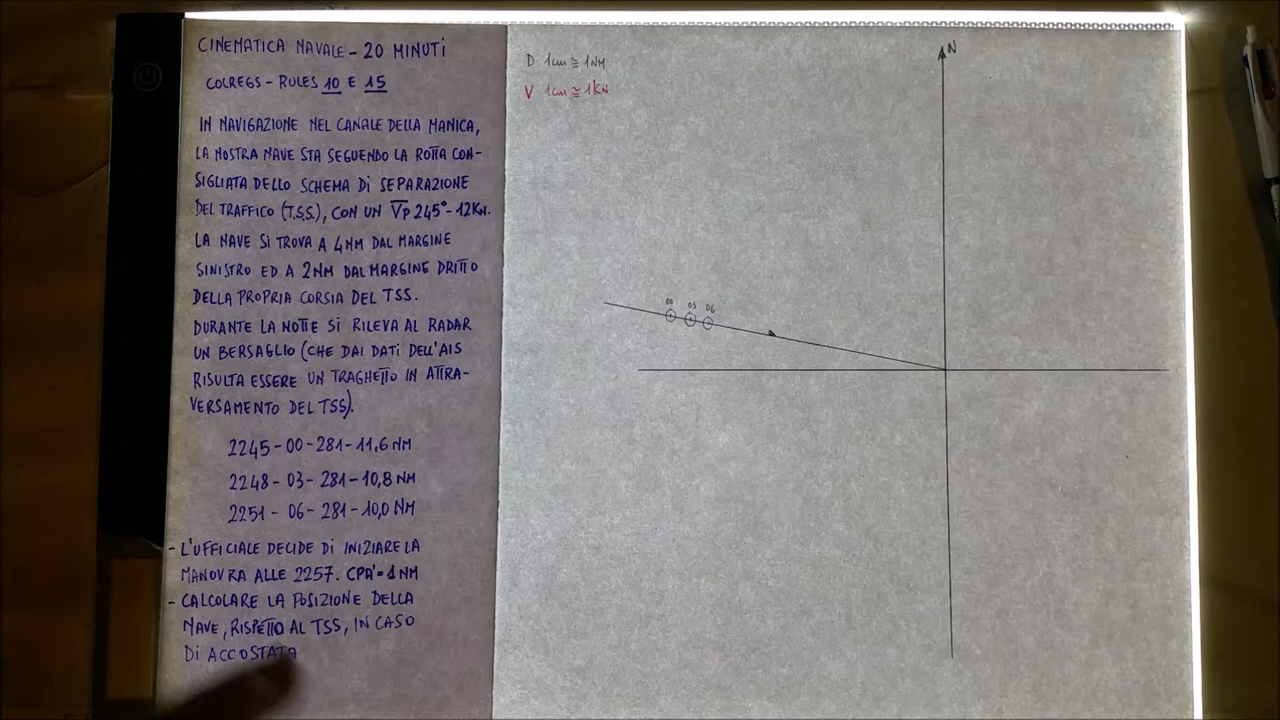 CINEMATICA NAVALE - 20 MINUTI
COLREGS - RULES 10 E 15
IN NAVIGAZIONE NEL CANALE DELLA MANICA,
LA NOSTRA NAVE STA SEGUENDO LA ROTTA CON-
SIGLIATA DELLO SCHEMA DI SEPARAZIONE
DEL TRAFFICO (T.S.S.), CON UN Vp 245° - 12KN.
LA NAVE SI TROVA A 4NM DAL MARGINE
SINISTRO ED A 2NM DAL MARGINE DRITTO
DELLA PROPRIA CORSIA DEL TSS.
DURANTE LA NOTTE SI RILEVA AL RADAR
UN BERSAGLIO (CHE DAI DATI DELL'AIS
RISULTA ESSERE UN TRAGHETTO IN ATTRA-
VERSAMENTO DEL TSS).
2245 - 00 - 281 - 11,6 NM
2248 - 03 - 281 - 10,8 NM
2251 - 06 - 281 - 10,0 NM
- L'UFFICIALE DECIDE DI INIZIARE LA
MANOVRA ALLE 2257. CPA' = 1 NM
- CALCOLARE LA POSIZIONE DELLA
NAVE, RISPETTO AL TSS, IN CASO
DI ACCOSTATA
D 1cm ≅ 1NM
V 1cm ≅ 1KN
N
00 03 06